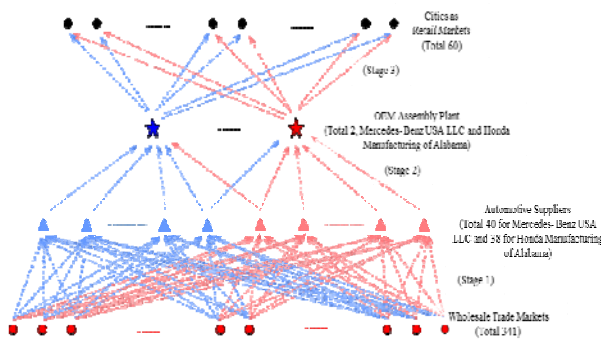 Cities as
Retail Markets
(Total 60)
(Stage 3)
OEM Assembly Plant
(Total 2, Mercedes- Benz USA LLC and Honda
Manufacturing of Alabama)
(Stage 2)
Automotive Suppliers
(Total 40 for Mercedes- Benz USA
LLC and 38 for Honda Manufacturing
of Alabama)
(Stage 1)
Wholesale Trade Markets
(Total 341)